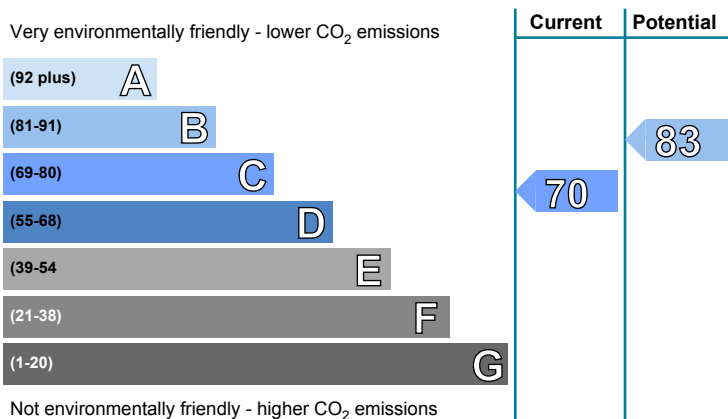 Current Potential
Very environmentally friendly - lower CO2 emissions
(92 plus) A
(81-91) B
83
(69-80) C
70
(55-68) D
(39-54 E
(21-38) F
(1-20) G
Not environmentally friendly - higher CO2 emissions